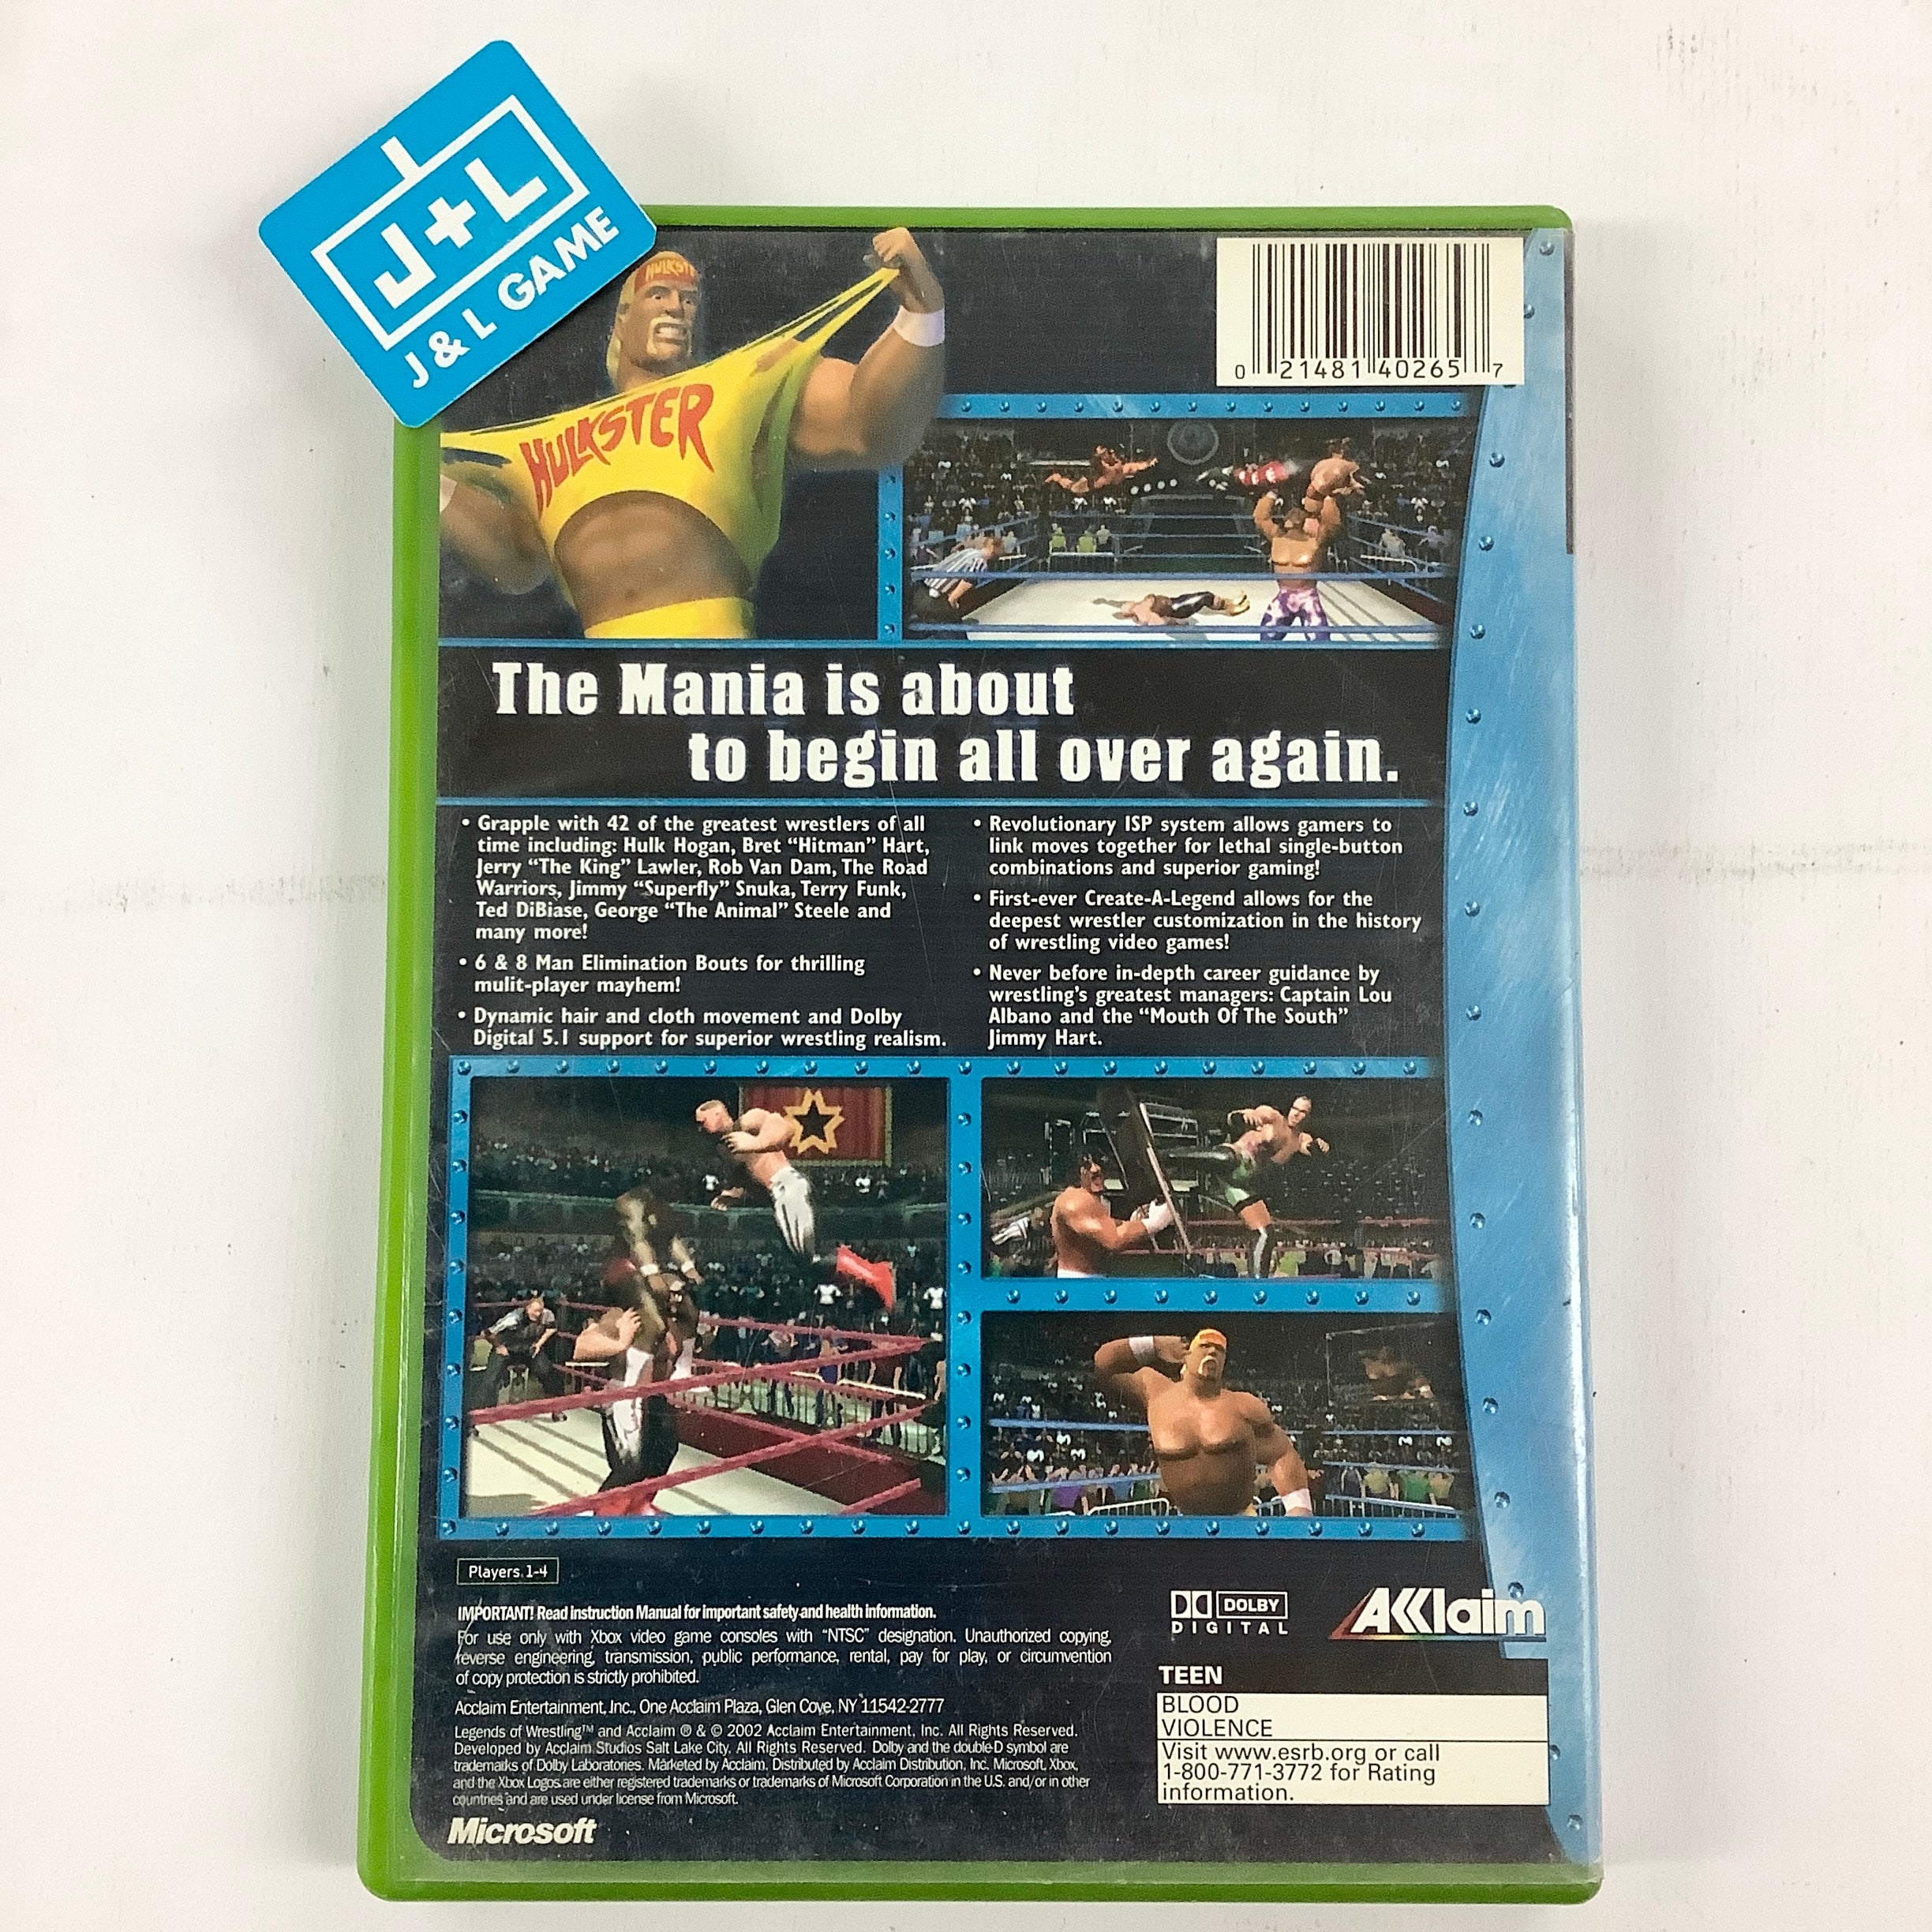 J+L
J & L GAME
HULKSTER
HULKSTER
0 21481 40265 7
The Mania is about
to begin all over again.
• Grapple with 42 of the greatest wrestlers of all
time including: Hulk Hogan, Bret “Hitman” Hart,
Jerry “The King” Lawler, Rob Van Dam, The Road
Warriors, Jimmy “Superfly” Snuka, Terry Funk,
Ted DiBiase, George “The Animal” Steele and
many more!
• 6 & 8 Man Elimination Bouts for thrilling
mulit-player mayhem!
• Dynamic hair and cloth movement and Dolby
Digital 5.1 support for superior wrestling realism.
• Revolutionary ISP system allows gamers to
link moves together for lethal single-button
combinations and superior gaming!
• First-ever Create-A-Legend allows for the
deepest wrestler customization in the history
of wrestling video games!
• Never before in-depth career guidance by
wrestling’s greatest managers: Captain Lou
Albano and the “Mouth Of The South”
Jimmy Hart.
Players 1-4
IMPORTANT! Read instruction Manual for important safety and health information.
For use only with Xbox video game consoles with “NTSC” designation. Unauthorized copying,
reverse engineering, transmission, public performance, rental, pay for play, or circumvention
of copy protection is strictly prohibited.
Acclaim Entertainment, Inc., One Acclaim Plaza, Glen Cove, NY 11542-2777
Legends of Wrestling™ and Acclaim ® & © 2002 Acclaim Entertainment, Inc. All Rights Reserved.
Developed by Acclaim Studios Salt Lake City. All Rights Reserved. Dolby and the double-D symbol are
trademarks of Dolby Laboratories. Marketed by Acclaim. Distributed by Acclaim Distribution, Inc. Microsoft, Xbox,
and the Xbox Logos are either registered trademarks or trademarks of Microsoft Corporation in the U.S. and/or in other
countries and are used under license from Microsoft.
Microsoft
DOLBY
DIGITAL
AKKlaim
TEEN
BLOOD
VIOLENCE
Visit www.esrb.org or call
1-800-771-3772 for Rating
information.